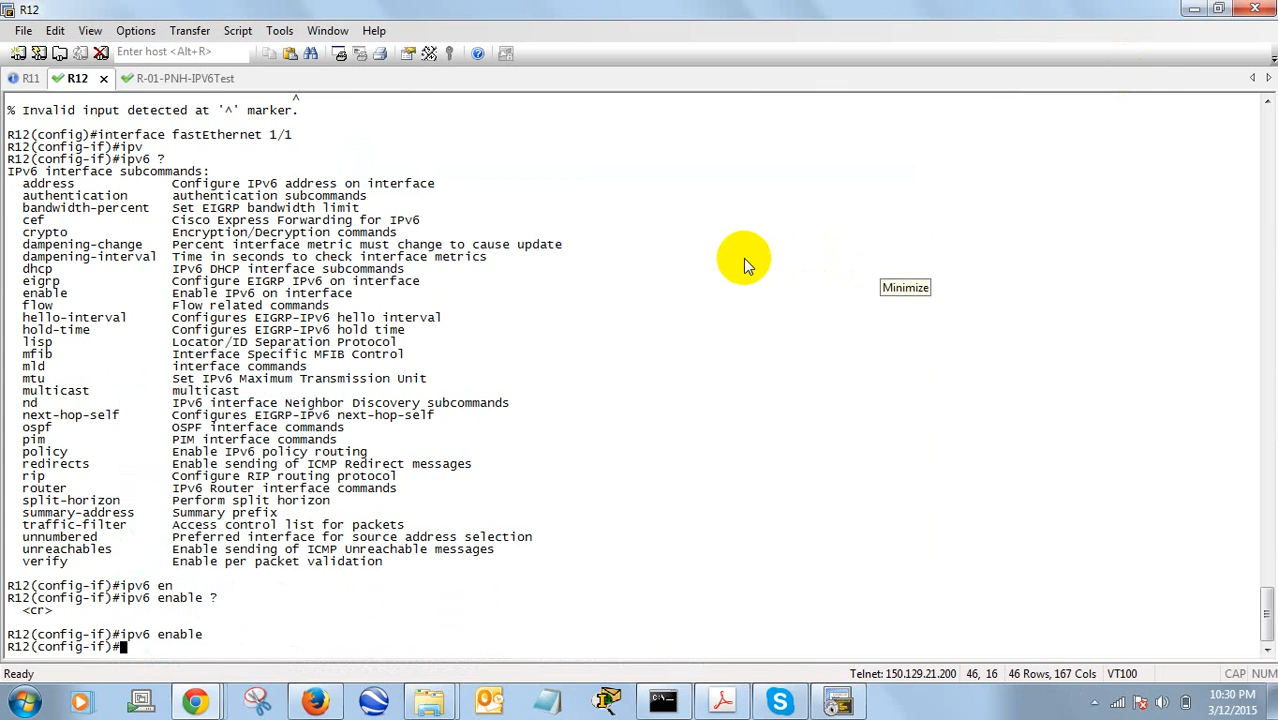 R12
File Edit View Options Transfer Script Tools Window Help
Enter host <Alt+R>
R11 R12 R-01-PNH-IPV6Test
^
% Invalid input detected at '^' marker.
R12(config)#interface fastEthernet 1/1
R12(config-if)#ipv
R12(config-if)#ipv6 ?
IPv6 interface subcommands:
address Configure IPv6 address on interface
authentication authentication subcommands
bandwidth-percent Set EIGRP bandwidth limit
cef Cisco Express Forwarding for IPv6
crypto Encryption/Decryption commands
dampening-change Percent interface metric must change to cause update
dampening-interval Time in seconds to check interface metrics
dhcp IPv6 DHCP interface subcommands
eigrp Configure EIGRP IPv6 on interface
enable Enable IPv6 on interface
flow Flow related commands
hello-interval Configures EIGRP-IPv6 hello interval
hold-time Configures EIGRP-IPv6 hold time
lisp Locator/ID Separation Protocol
mfib Interface Specific MFIB Control
mld interface commands
mtu Set IPv6 Maximum Transmission Unit
multicast multicast
nd IPv6 interface Neighbor Discovery subcommands
next-hop-self Configures EIGRP-IPv6 next-hop-self
ospf OSPF interface commands
pim PIM interface commands
policy Enable IPv6 policy routing
redirects Enable sending of ICMP Redirect messages
rip Configure RIP routing protocol
router IPv6 Router interface commands
split-horizon Perform split horizon
summary-address Summary prefix
traffic-filter Access control list for packets
unnumbered Preferred interface for source address selection
unreachables Enable sending of ICMP Unreachable messages
verify Enable per packet validation
R12(config-if)#ipv6 en
R12(config-if)#ipv6 enable ?
<cr>
R12(config-if)#ipv6 enable
R12(config-if)#
Minimize
Ready Telnet: 150.129.21.200 46, 16 46 Rows, 167 Cols VT100 CAP NUM
10:30 PM
3/12/2015